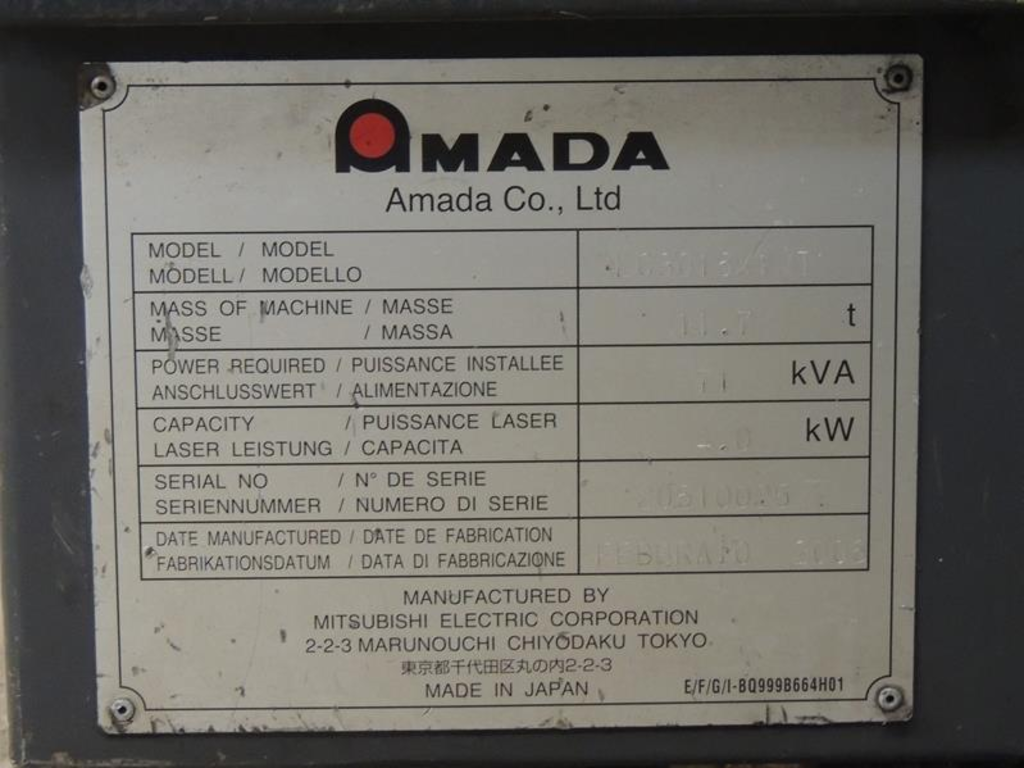 AMADA
Amada Co., Ltd
MODEL / MODEL
MODELL / MODELLO
MASS OF MACHINE / MASSE
MASSE / MASSA
11.7 t
POWER REQUIRED / PUISSANCE INSTALLEE
ANSCHLUSSWERT / ALIMENTAZIONE
71 kVA
CAPACITY / PUISSANCE LASER
LASER LEISTUNG / CAPACITA
kW
SERIAL NO / N° DE SERIE
SERIENNUMMER / NUMERO DI SERIE
DATE MANUFACTURED / DATE DE FABRICATION
FABRIKATIONSDATUM / DATA DI FABBRICAZIONE
MANUFACTURED BY
MITSUBISHI ELECTRIC CORPORATION
2-2-3 MARUNOUCHI CHIYODAKU TOKYO
東京都千代田区丸の内2-2-3
MADE IN JAPAN
E/F/G/I-BQ999B664H01